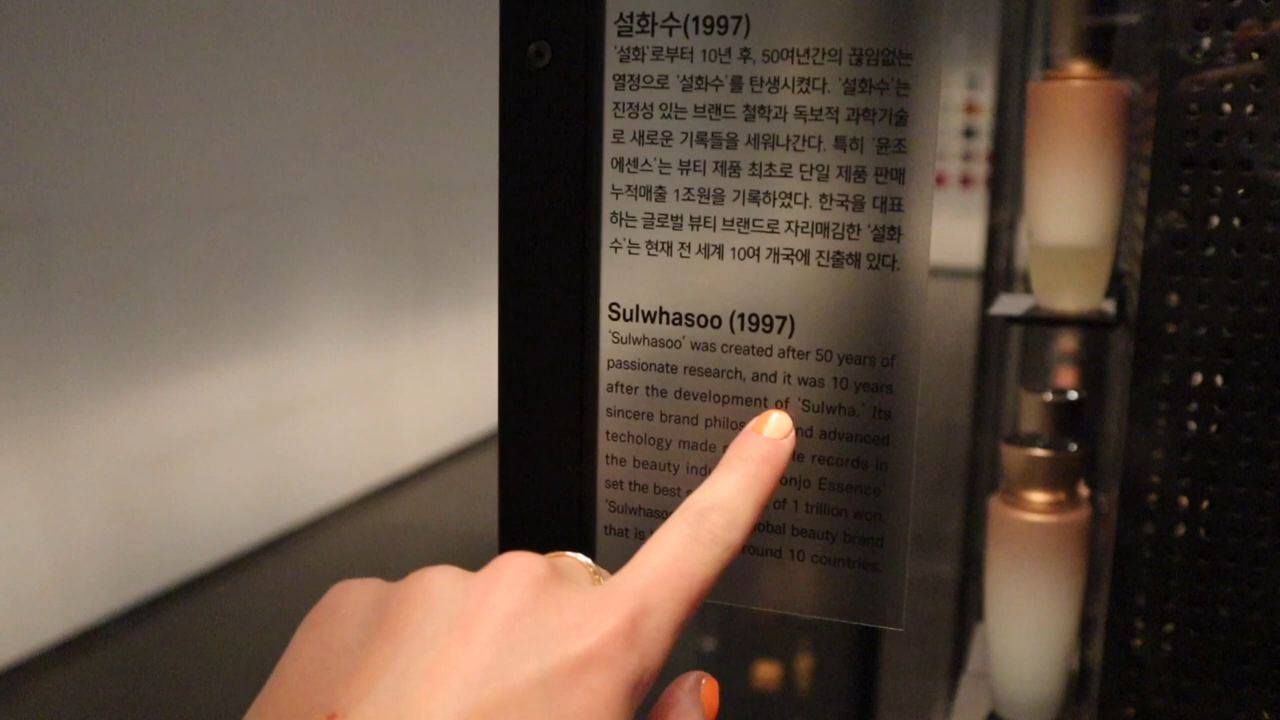 설화수(1997)
'설화'로부터 10년 후, 50여년간의 끊임없는
열정으로 '설화수'를 탄생시켰다. '설화수'는
진정성 있는 브랜드 철학과 독보적 과학기술
로 새로운 기록들을 세워나간다. 특히 '윤조
에센스'는 뷰티 제품 최초로 단일 제품 판매
누적매출 1조원을 기록하였다. 한국을 대표
하는 글로벌 뷰티 브랜드로 자리매김한 '설화
수'는 현재 전 세계 10여 개국에 진출해 있다.
Sulwhasoo (1997)
'Sulwhasoo' was created after 50 years of
passionate research, and it was 10 years
after the development of 'Sulwha.' Its
sincere brand advanced
techology made records in
the beauty Essence'
set the best of 1 trillion won.
beauty brand
that is 10 countries.